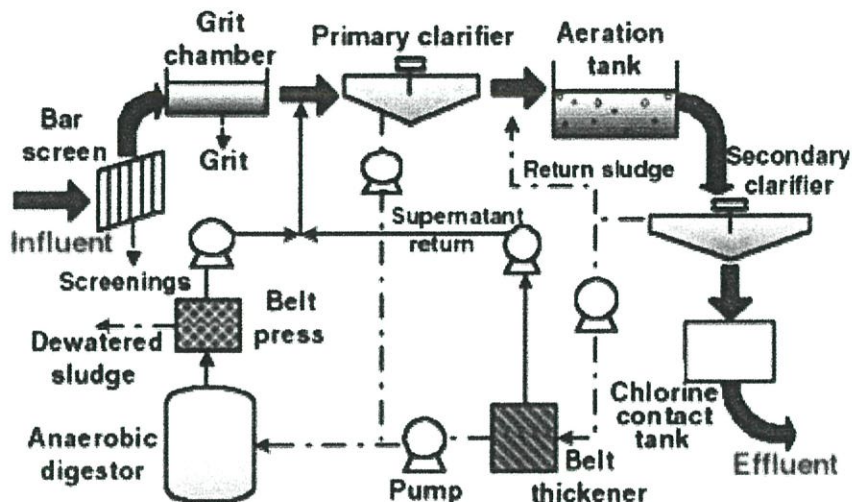 Grit
chamber
Primary clarifier
Aeration
tank
Bar
screen
Grit
Return sludge
Secondary
clarifier
Influent
Supernatant
return
Screenings
Belt
press
Dewatered
sludge
Chlorine
contact
tank
Anaerobic
digestor
Pump
Belt
thickener
Effluent